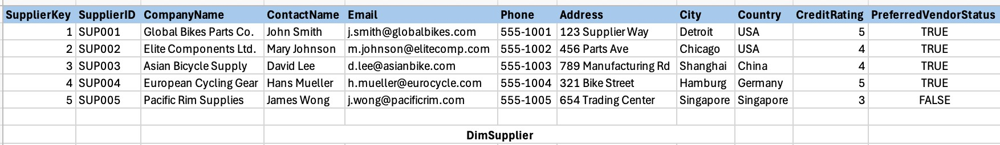 SupplierKey SupplierID CompanyName ContactName Email Phone Address City Country CreditRating PreferredVendorStatus
1 SUP001 Global Bikes Parts Co. John Smith j.smith@globalbikes.com 555-1001 123 Supplier Way Detroit USA 5 TRUE
2 SUP002 Elite Components Ltd. Mary Johnson m.johnson@elitecomp.com 555-1002 456 Parts Ave Chicago USA 4 TRUE
3 SUP003 Asian Bicycle Supply David Lee d.lee@asianbike.com 555-1003 789 Manufacturing Rd Shanghai China 4 TRUE
4 SUP004 European Cycling Gear Hans Mueller h.mueller@eurocycle.com 555-1004 321 Bike Street Hamburg Germany 5 TRUE
5 SUP005 Pacific Rim Supplies James Wong j.wong@pacificrim.com 555-1005 654 Trading Center Singapore Singapore 3 FALSE
DimSupplier